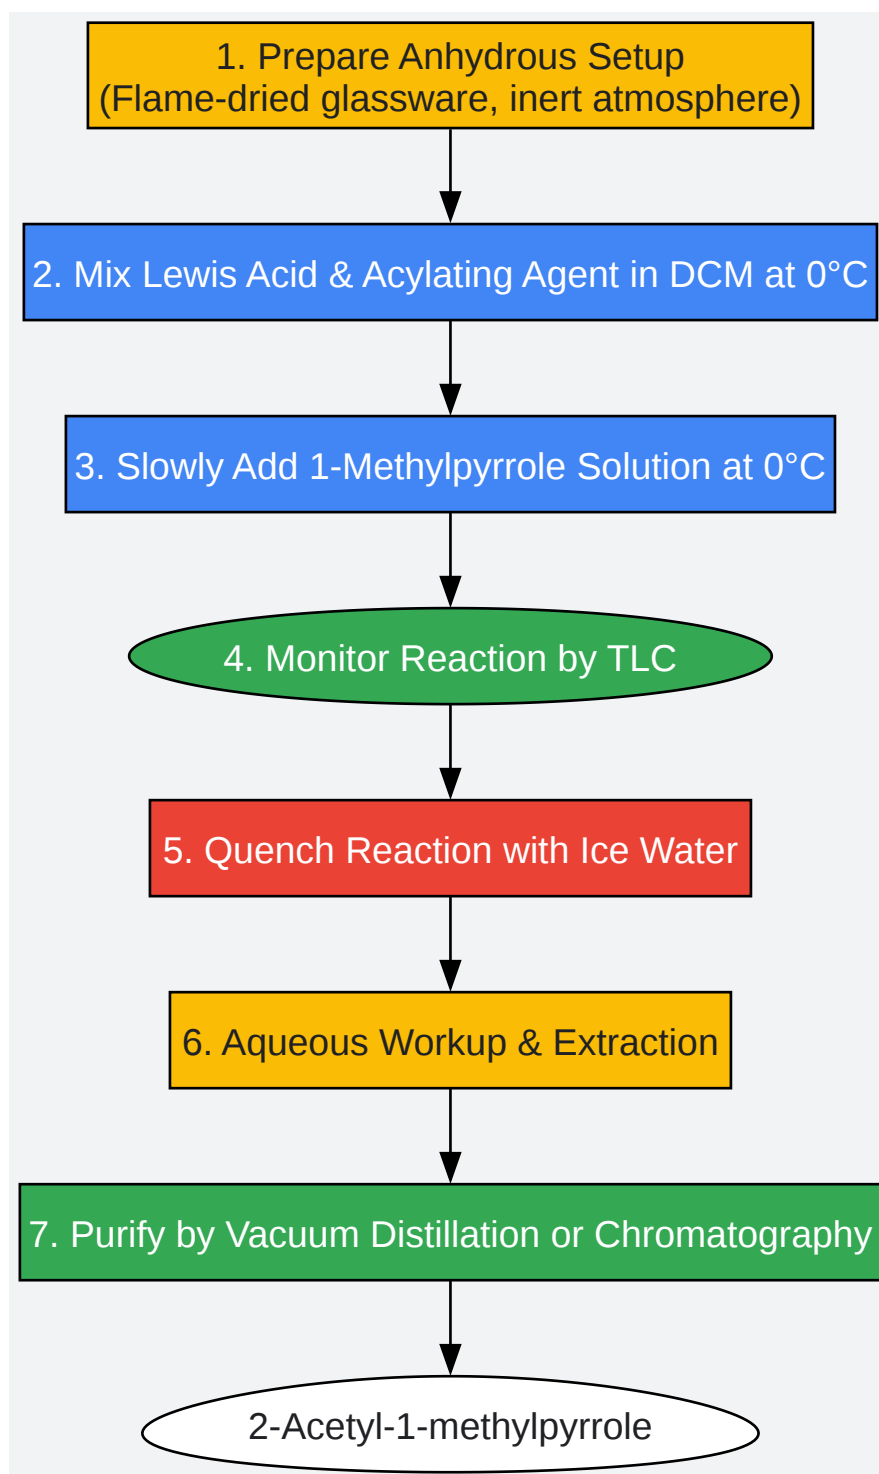 1. Prepare Anhydrous Setup
(Flame-dried glassware, inert atmosphere)
2. Mix Lewis Acid & Acylating Agent in DCM at 0°C
3. Slowly Add 1-Methylpyrrole Solution at 0°C
4. Monitor Reaction by TLC
5. Quench Reaction with Ice Water
6. Aqueous Workup & Extraction
7. Purify by Vacuum Distillation or Chromatography
2-Acetyl-1-methylpyrrole